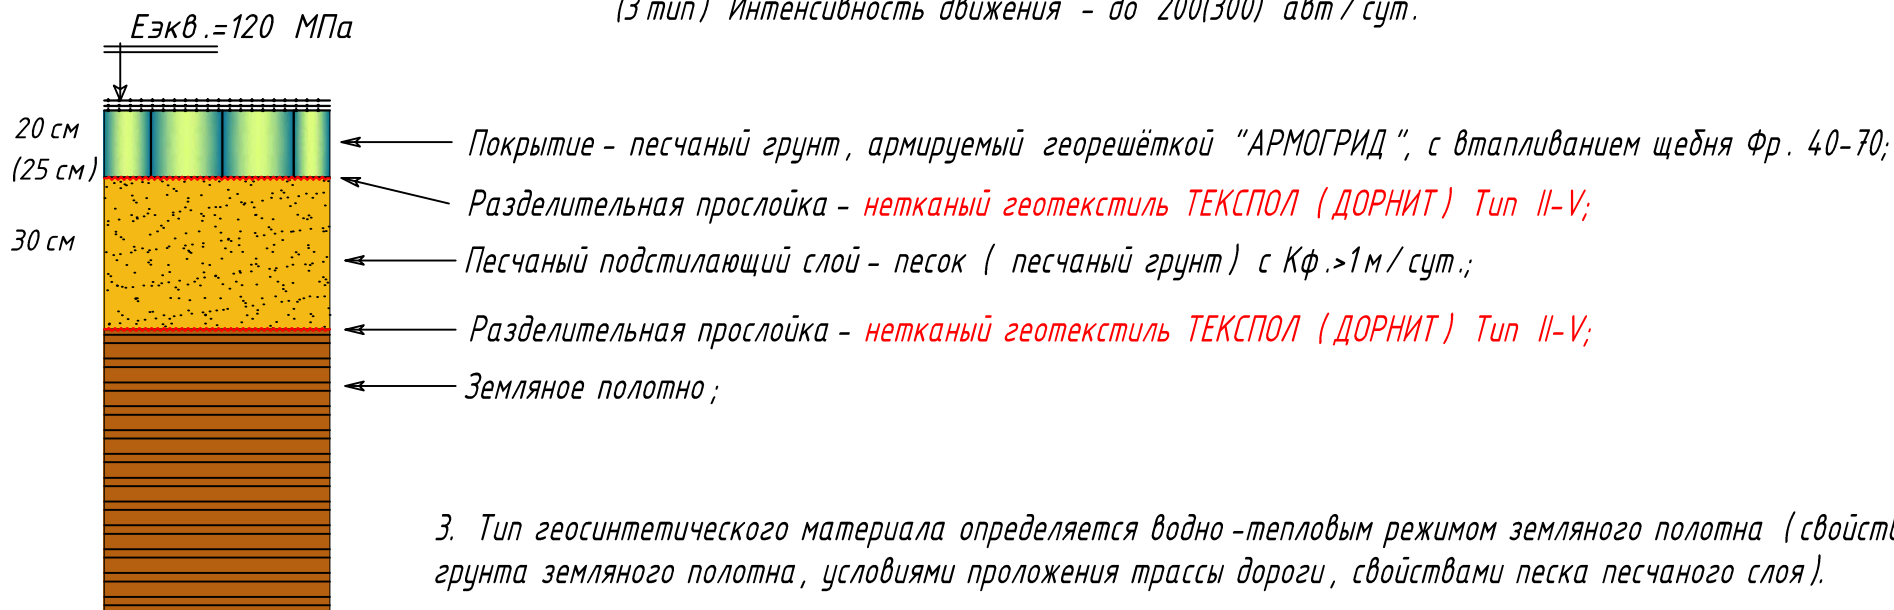 (3 тип) Интенсивность движения - до 200(300) авт/сут.
Еэкв.=120 МПа
20 см
(25 см)
Покрытие - песчаный грунт, армируемый георешёткой "АРМОГРИД", с втапливанием щебня Фр. 40-70;
Разделительная прослойка - нетканый геотекстиль ТЕКСПОЛ (ДОРНИТ) Тип II-V;
30 см
Песчаный подстилающий слой - песок (песчаный грунт) с Кф.>1м/сут.;
Разделительная прослойка - нетканый геотекстиль ТЕКСПОЛ (ДОРНИТ) Тип II-V;
Земляное полотно;
3. Тип геосинтетического материала определяется водно-тепловым режимом земляного полотна (свойств
грунта земляного полотна, условиями проложения трассы дороги, свойствами песка песчаного слоя).